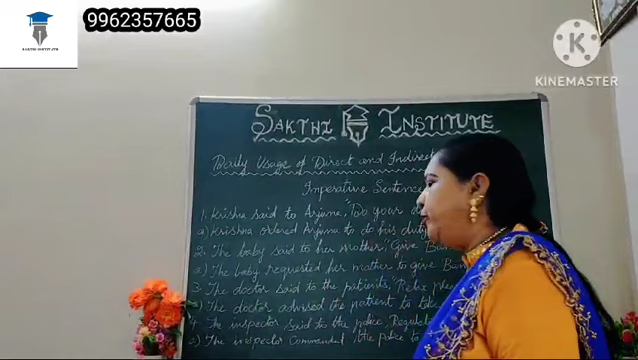 9962357665
SAKTHI INSTITUTE
KINEMASTER
SAKTHI INSTITUTE
Daily Usage of Direct and Indirect
Imperative Sentence
1. Krishna said to Arjuna, "Do your
a) Krishna ordered Arjuna to do his duty
2. The baby said to her mother, "Give
a) The baby requested her mother to give
3. The doctor said to the patients, Relax
The doctor advised the patient to take
4. The inspector said to the police,
a) The inspector Commanded the police to